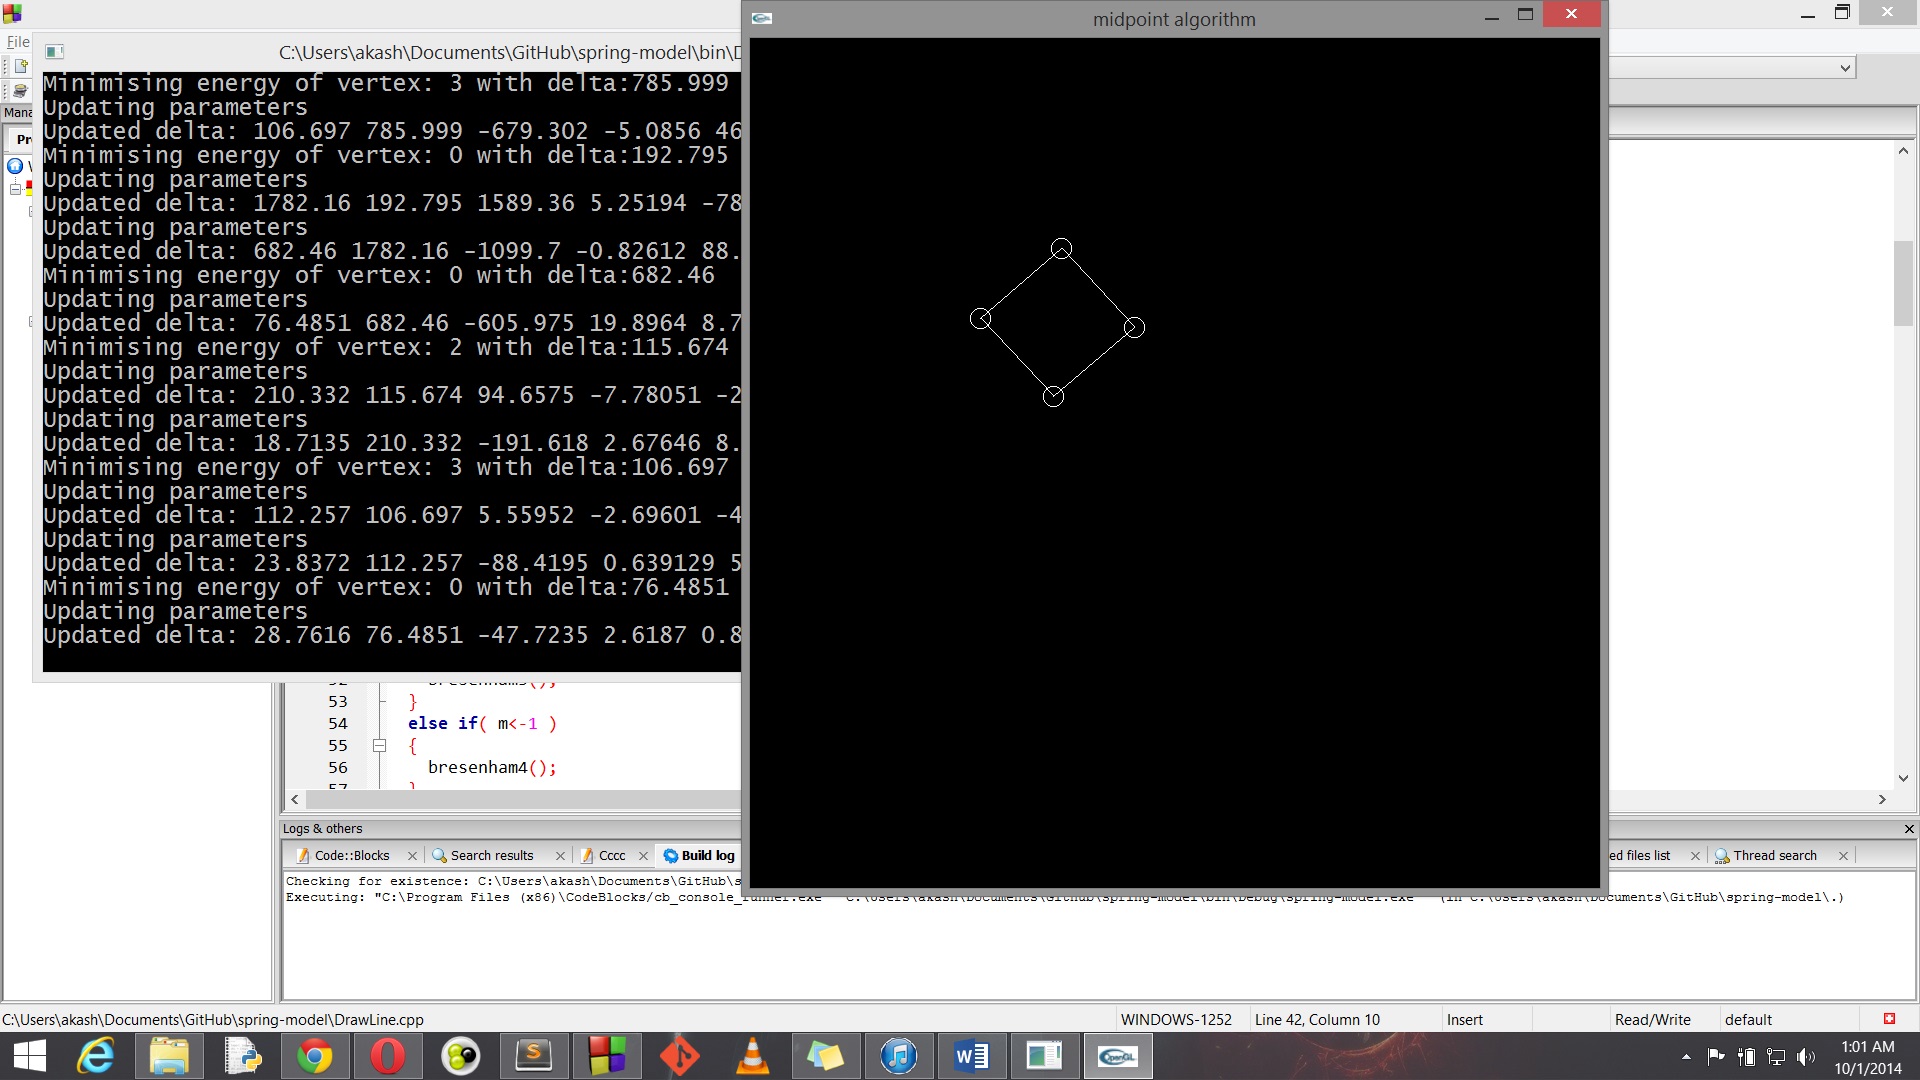 midpoint algorithm
File
C:\Users\akash\Documents\GitHub\spring-model\bin\D
Mana
Pr
Minimising energy of vertex: 3 with delta:785.999
Updating parameters
Updated delta: 106.697 785.999 -679.302 -5.0856 46
Minimising energy of vertex: 0 with delta:192.795
Updating parameters
Updated delta: 1782.16 192.795 1589.36 5.25194 -78
Updating parameters
Updated delta: 682.46 1782.16 -1099.7 -0.82612 88.
Minimising energy of vertex: 0 with delta:682.46
Updating parameters
Updated delta: 76.4851 682.46 -605.975 19.8964 8.7
Minimising energy of vertex: 2 with delta:115.674
Updating parameters
Updated delta: 210.332 115.674 94.6575 -7.78051 -2
Updating parameters
Updated delta: 18.7135 210.332 -191.618 2.67646 8.
Minimising energy of vertex: 3 with delta:106.697
Updating parameters
Updated delta: 112.257 106.697 5.55952 -2.69601 -4
Updating parameters
Updated delta: 23.8372 112.257 -88.4195 0.639129 5
Minimising energy of vertex: 0 with delta:76.4851
Updating parameters
Updated delta: 28.7616 76.4851 -47.7235 2.6187 0.8
53 }
54 else if( m<-1 )
55 {
56 bresenham4();
57 }
Logs & others
Code::Blocks Search results Cccc Build log ed files list Thread search
Checking for existence: C:\Users\akash\Documents\GitHub\s
Executing: "C:\Program Files (x86)\CodeBlocks/cb_console_runner.exe" "C:\Users\akash\Documents\GitHub\spring-model\bin\Debug\spring-model.exe" (in C:\Users\akash\Documents\GitHub\spring-model\.)
C:\Users\akash\Documents\GitHub\spring-model\DrawLine.cpp WINDOWS-1252 Line 42, Column 10 Insert Read/Write default
OpenGL
1:01 AM
10/1/2014